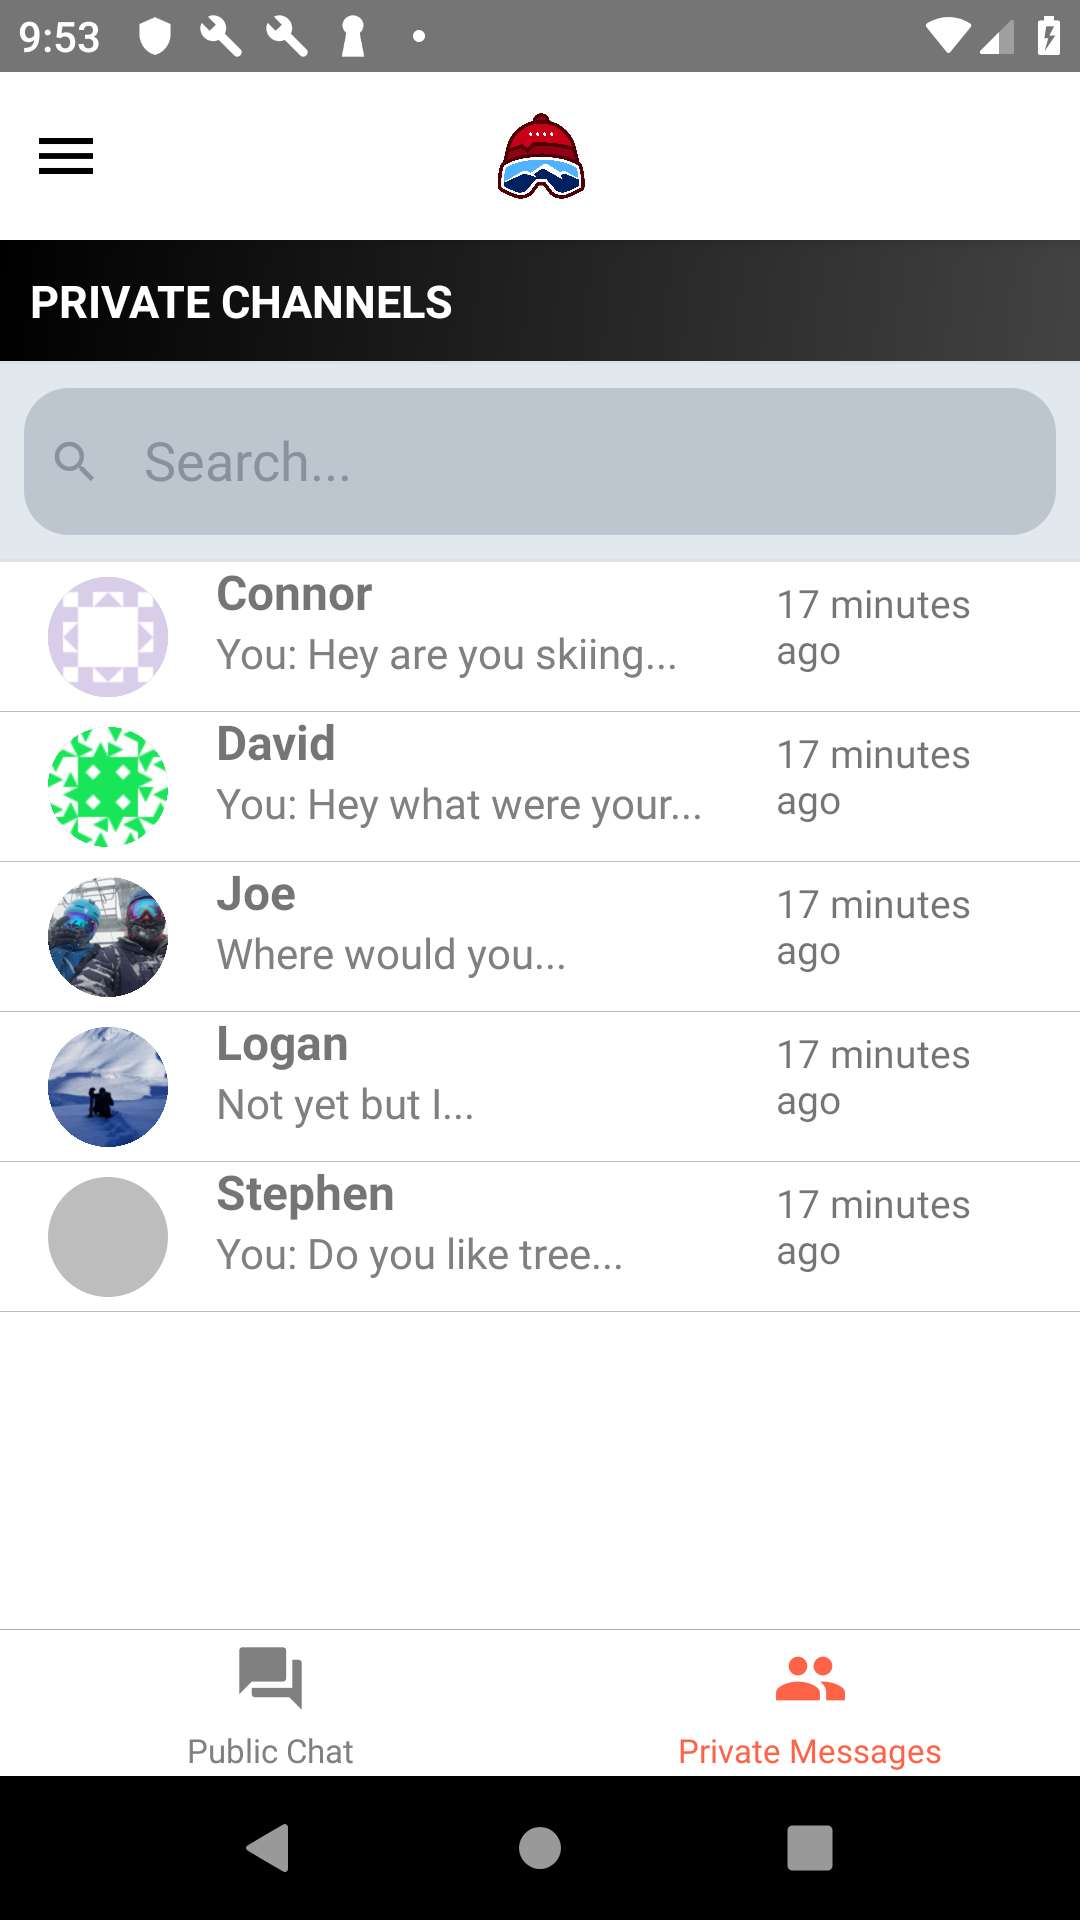 9:53
PRIVATE CHANNELS
Search...
Connor
You: Hey are you skiing...
17 minutes
ago
David
You: Hey what were your...
17 minutes
ago
Joe
Where would you...
17 minutes
ago
Logan
Not yet but I...
17 minutes
ago
Stephen
You: Do you like tree...
17 minutes
ago
Public Chat
Private Messages